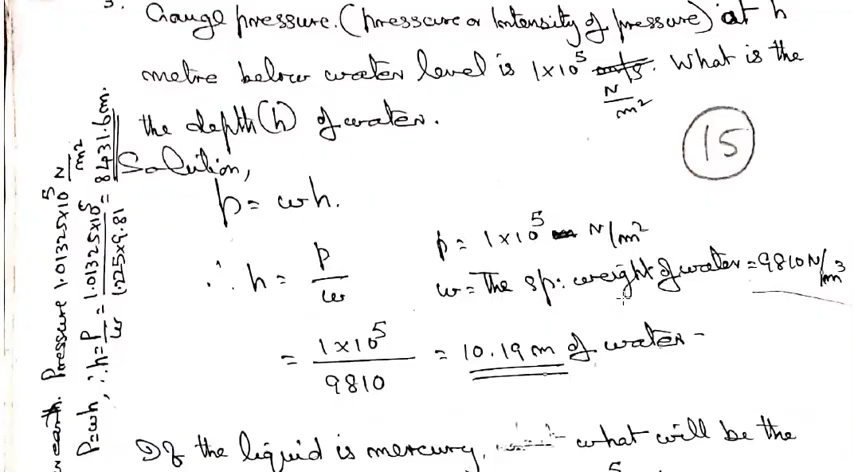 3.
Gauge pressure. (pressure or Intensity of pressure) at h
metre below water level is 1×10⁵ N/m². What is the
the depth (h) of water.
Solution,
15
p = wh.
∴ h = p/w
p = 1×10⁵ N/m²
w = The sp: weight of water = 9810 N/m³
= 1×10⁵/9810 = 10.19 m of water -
If the liquid is mercury, what will be the
earth. Pressure 1.01325×10⁵ N/m²
P=wh, ∴ h = P/w = 1.01325×10⁵/1.225×9.81 = 8431.6m.